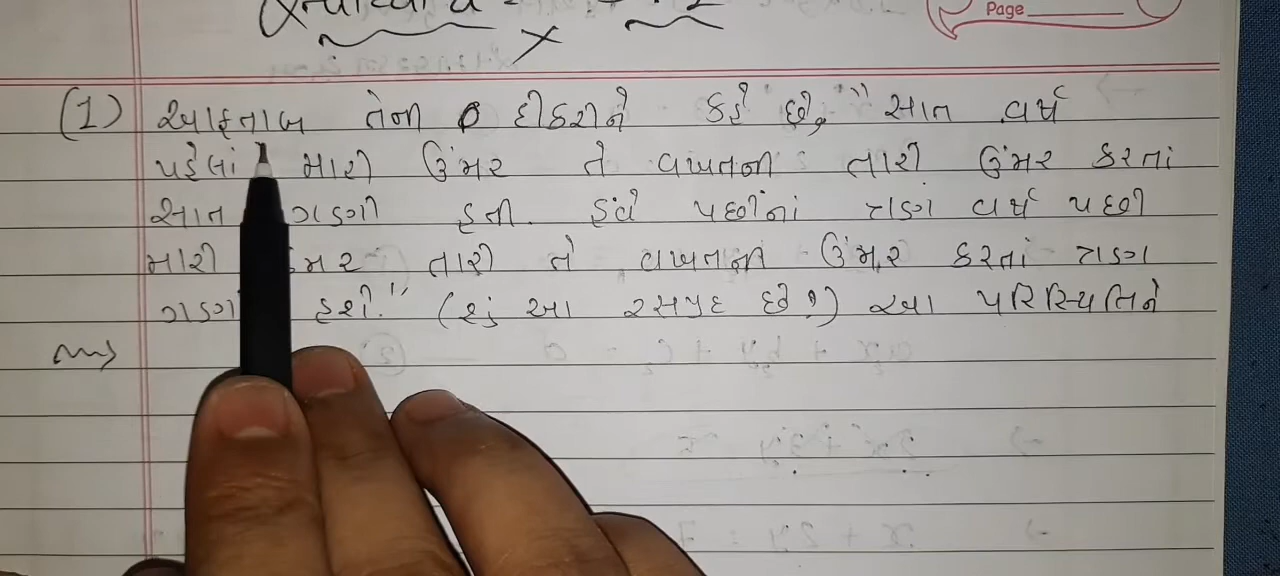 Page
(1) આફતાબ તેની દીકરીને કહે છે, "સાત વર્ષ
પહેલાં મારી ઉંમર તે વખતની તારી ઉંમર કરતાં
સાત ગણી હતી. હવે પછીનાં ત્રણ વર્ષ પછી
મારી ઉંમર તારી તે વખતની ઉંમર કરતાં ત્રણ
ગણી હશે." (શું આ રસપ્રદ છે?) આ પરિસ્થિતિને